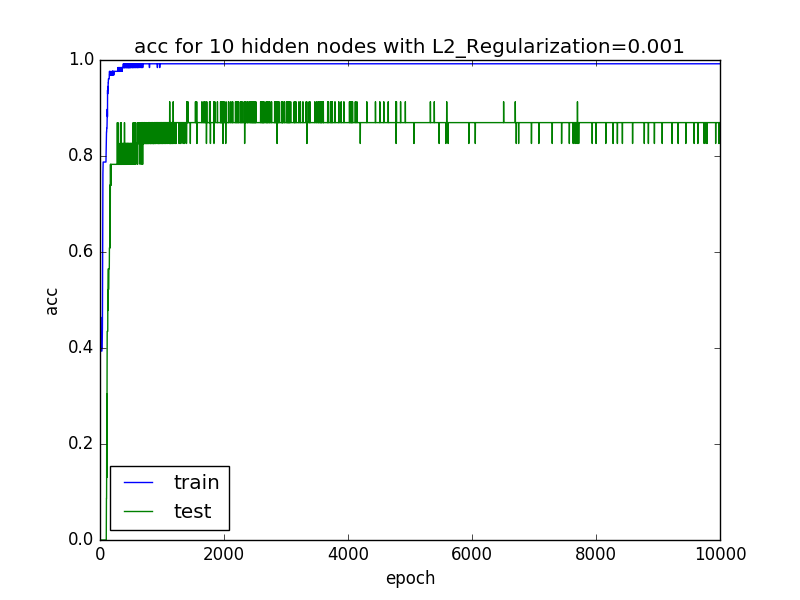 acc for 10 hidden nodes with L2_Regularization=0.001
1.0
0.8
0.6
0.4
0.2
0.0
acc
train
test
0 2000 4000 6000 8000 10000
epoch